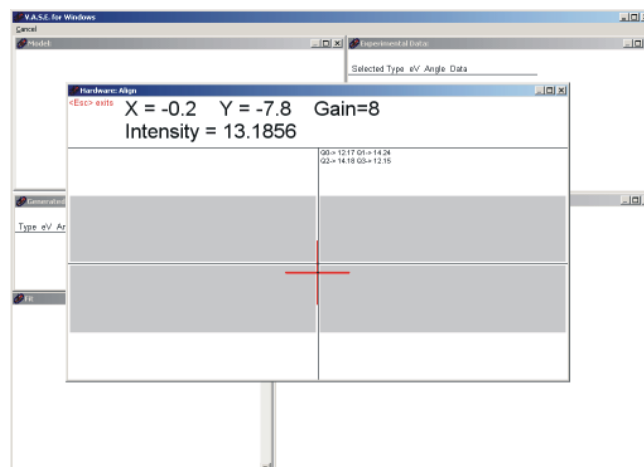 V.A.S.E. for Windows
Cancel
Model:
Experimental Data:
Selected Type eV Angle Data
Hardware: Align
<Esc> exits
X = -0.2 Y = -7.8 Gain=8
Intensity = 13.1856
Q0-> 12.17 Q1-> 14.24
Q2-> 14.18 Q3-> 12.15
Generated
Type eV An
Fit